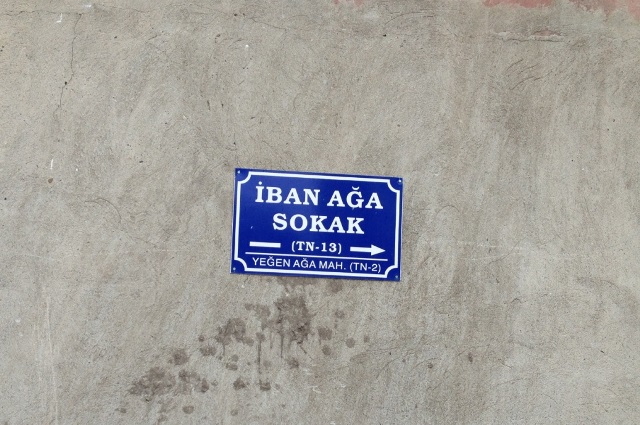 İBAN AĞA
SOKAK
(TN-13)
YEĞEN AĞA MAH. (TN-2)